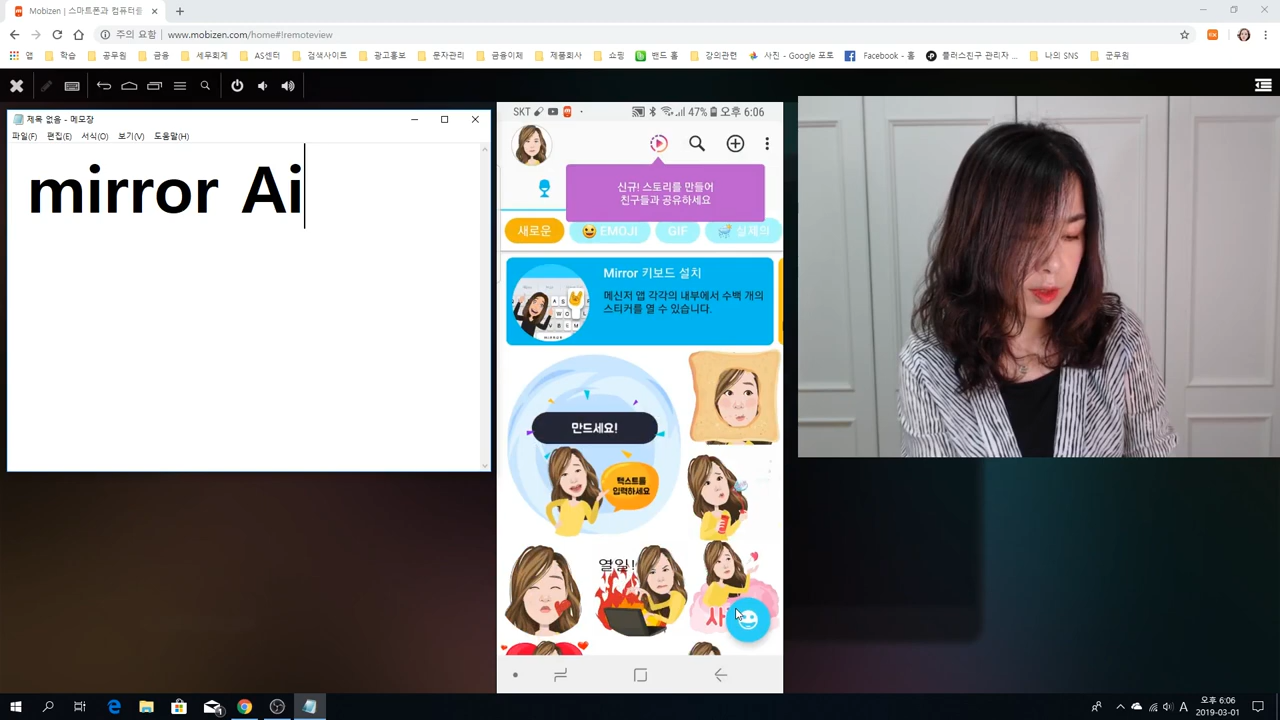 Mobizen | 스마트폰과 컴퓨터를
주의 요함 www.mobizen.com/home#!remoteview
앱 학습 공무원 금융 세무회계 AS센터 검색사이트 광고홍보 문자관리 금융이체 제품회사 쇼핑 밴드 홈 강의관련 사진 - Google 포토 Facebook - 홈 플러스친구 관리자 ... 나의 SNS 군무원
제목 없음 - 메모장
파일(F) 편집(E) 서식(O) 보기(V) 도움말(H)
mirror Ai
SKT 47% 오후 6:06
신규! 스토리를 만들어
친구들과 공유하세요
새로운 EMOJI GIF 실제의
Mirror 키보드 설치
메신저 앱 각각의 내부에서 수백 개의
스티커를 열 수 있습니다.
만드세요!
텍스트를
입력하세요
열일!
A
오후 6:06
2019-03-01